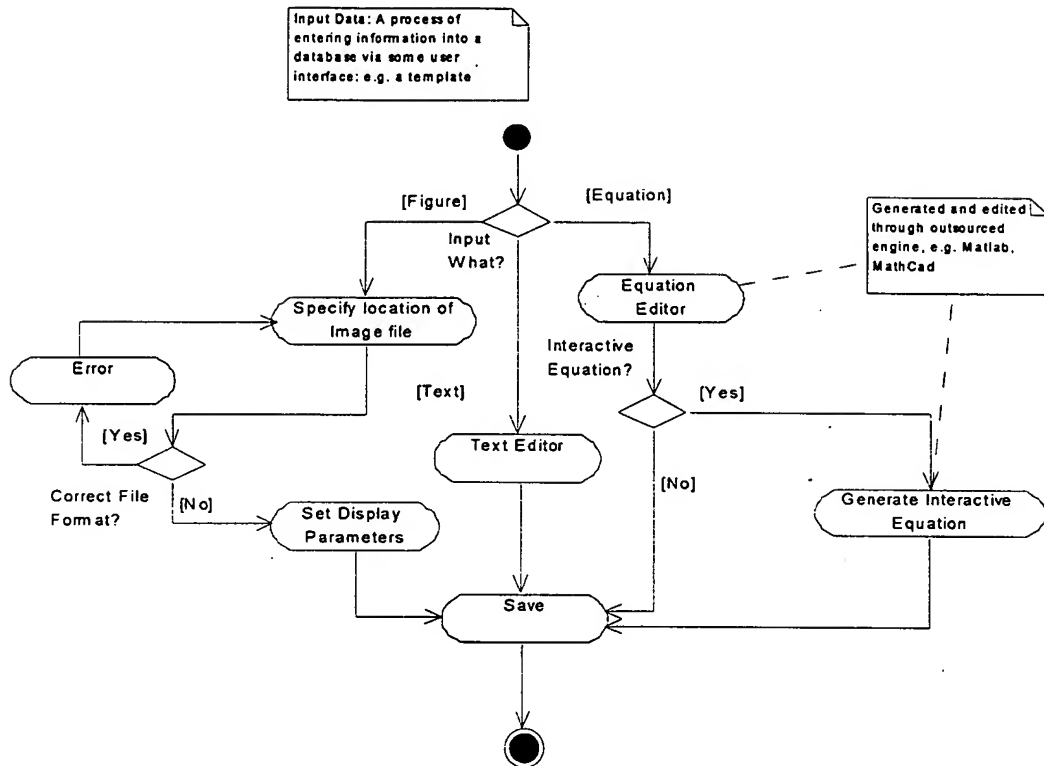 Input Data: A process of
entering information into a
database via some user
interface; e.g. a template
[Figure]
[Equation]
Input
What?
Generated and edited
through outsourced
engine, e.g. Matlab,
MathCad
Specify location of
Image file
Equation
Editor
Error
Interactive
Equation?
[Text]
[Yes]
[Yes]
Text Editor
Correct File
Format?
[No]
[No]
Set Display
Parameters
Generate Interactive
Equation
Save